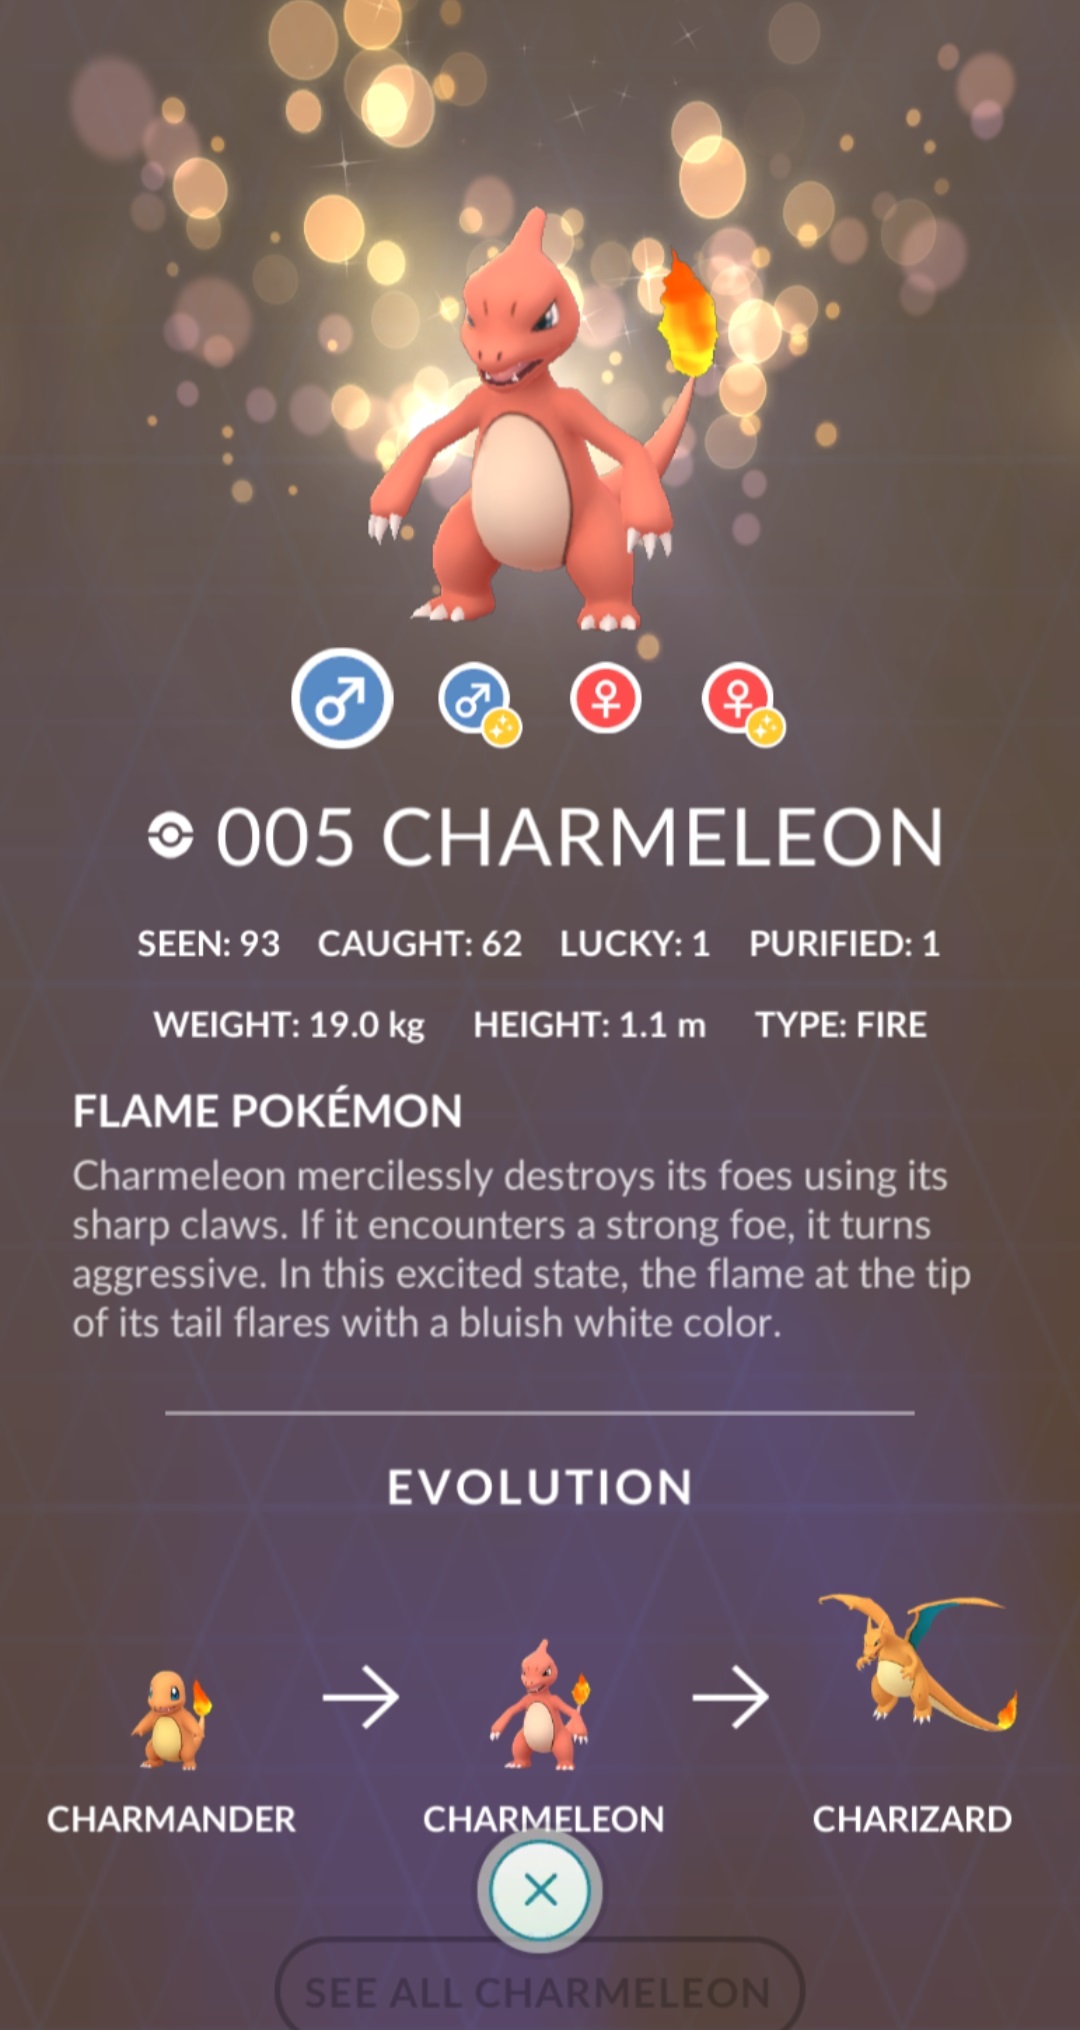 005 CHARMELEON
SEEN: 93 CAUGHT: 62 LUCKY: 1 PURIFIED: 1
WEIGHT: 19.0 kg HEIGHT: 1.1 m TYPE: FIRE
FLAME POKÉMON
Charmeleon mercilessly destroys its foes using its
sharp claws. If it encounters a strong foe, it turns
aggressive. In this excited state, the flame at the tip
of its tail flares with a bluish white color.
EVOLUTION
CHARMANDER CHARMELEON CHARIZARD
SEE ALL CHARMELEON